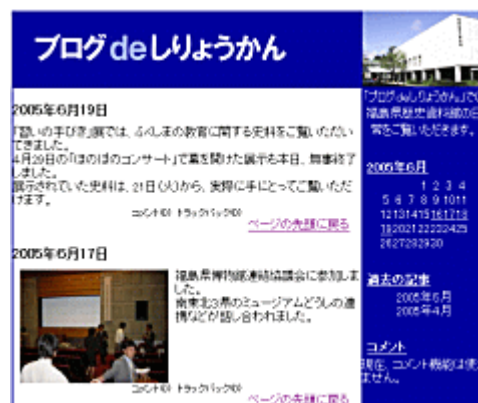 ブログdeしりょうかん
2005年6月19日
「習いの手びき」展では、ふくしまの教育に関する史料をご覧いただい
てきました。
4月29日の「ほのぼのコンサート」で幕を開けた展示も本日、無事終了
しました。
展示されていた史料は、21日(火)から、実際に手にとってご覧いただ
けます。
コメント(0) トラックバック(0)
ページの先頭に戻る
2005年6月17日
福島県博物館連絡協議会に参加しま
した。
南東北3県のミュージアムどうしの連
携などが話し合われました。
コメント(0) トラックバック(0)
ページの先頭に戻る
「ブログdeしりょうかん」での
福島県歴史資料館の日
常をご覧いただきます。
2005年6月
1 2 3 4
5 6 7 8 9 10 11
12 13 14 15 16 17 18
19 20 21 22 23 24 25
26 27 28 29 30
過去の記事
2005年5月
2005年4月
コメント
現在、コメント機能は使
ません。